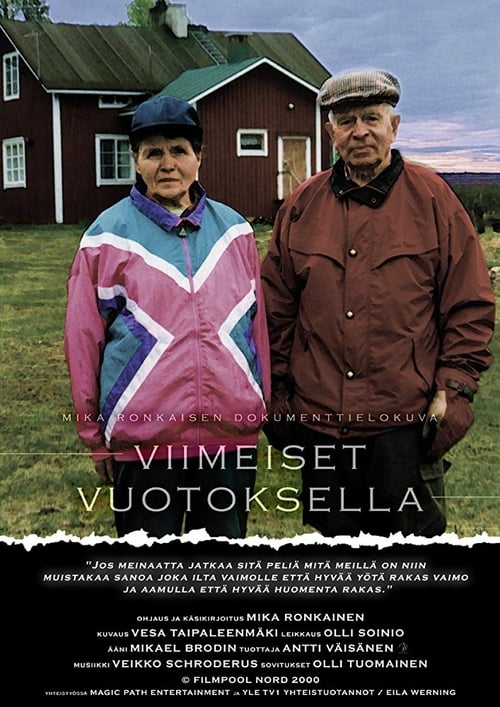 MIKA RONKAISEN DOKUMENTTIELOKUVA
VIIMEISET
VUOTOKSELLA
"JOS MEINAATTA JATKAA SITÄ PELIÄ MITÄ MEILLÄ ON NIIN
MUISTAKAA SANOA JOKA ILTA VAIMOLLE ETTÄ HYVÄÄ YÖTÄ RAKAS VAIMO
JA AAMULLA ETTÄ HYVÄÄ HUOMENTA RAKAS."
OHJAUS JA KÄSIKIRJOITUS MIKA RONKAINEN
KUVAUS VESA TAIPALEENMÄKI LEIKKAUS OLLI SOINIO
ÄÄNI MIKAEL BRODIN TUOTTAJA ANTTI VÄISÄNEN
MUSIIKKI VEIKKO SCHRODERUS SOVITUKSET OLLI TUOMAINEN
© FILMPOOL NORD 2000
YHTEISTYÖSSÄ MAGIC PATH ENTERTAINMENT JA YLE TV1 YHTEISTUOTANNOT / EILA WERNING